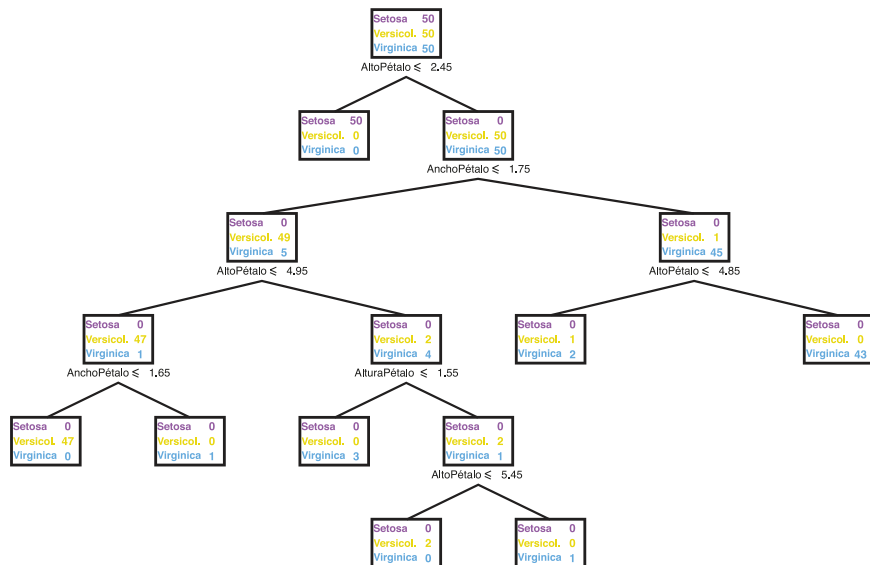 Setosa 50
Versicol. 50
Virginica 50
AltoPétalo ⩽ 2.45
Setosa 50
Versicol. 0
Virginica 0
Setosa 0
Versicol. 50
Virginica 50
AnchoPétalo ⩽ 1.75
Setosa 0
Versicol. 49
Virginica 5
AltoPétalo ⩽ 4.95
Setosa 0
Versicol. 1
Virginica 45
AltoPétalo ⩽ 4.85
Setosa 0
Versicol. 47
Virginica 1
AnchoPétalo ⩽ 1.65
Setosa 0
Versicol. 2
Virginica 4
AlturaPétalo ⩽ 1.55
Setosa 0
Versicol. 1
Virginica 2
Setosa 0
Versicol. 0
Virginica 43
Setosa 0
Versicol. 47
Virginica 0
Setosa 0
Versicol. 0
Virginica 1
Setosa 0
Versicol. 0
Virginica 3
Setosa 0
Versicol. 2
Virginica 1
AltoPétalo ⩽ 5.45
Setosa 0
Versicol. 2
Virginica 0
Setosa 0
Versicol. 0
Virginica 1